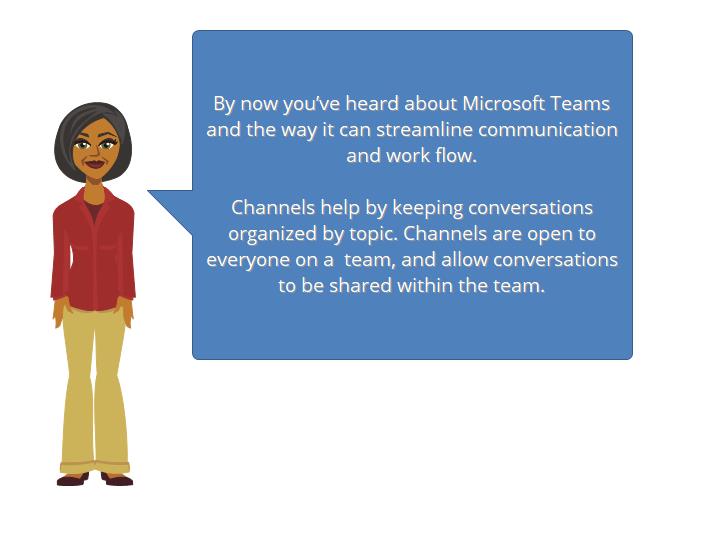 By now you’ve heard about Microsoft Teams
and the way it can streamline communication
and work flow.
Channels help by keeping conversations
organized by topic. Channels are open to
everyone on a  team, and allow conversations
to be shared within the team.